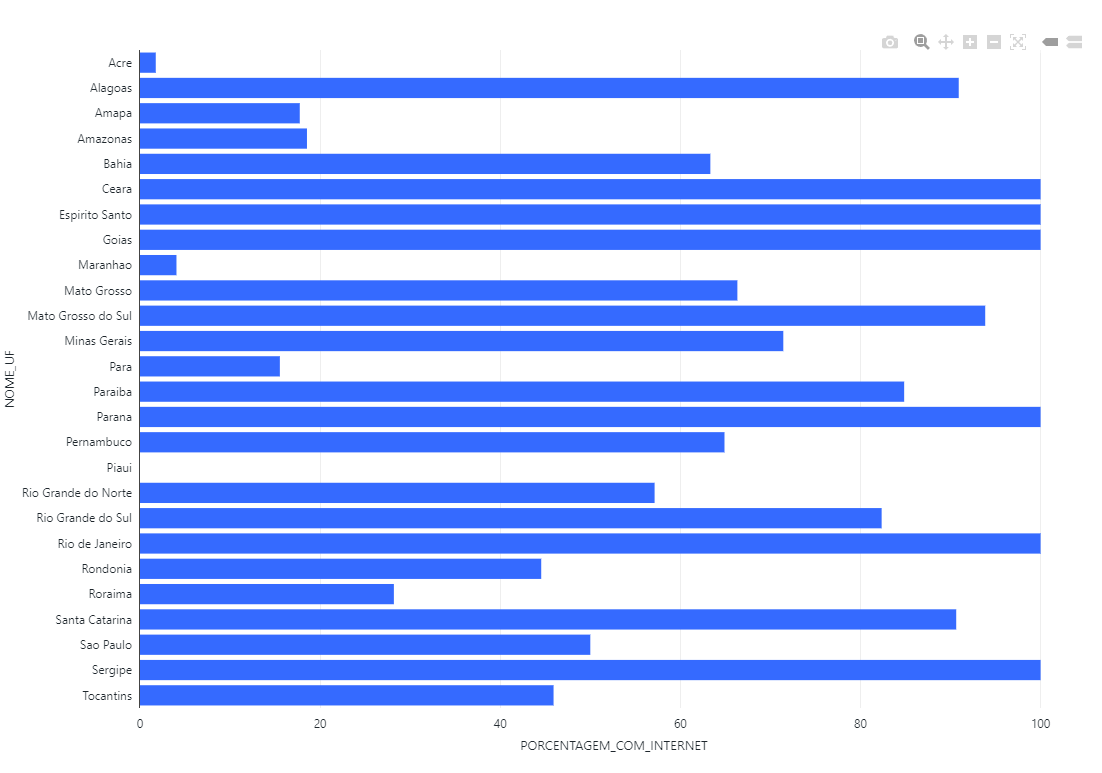 Acre
Alagoas
Amapa
Amazonas
Bahia
Ceara
Espirito Santo
Goias
Maranhao
Mato Grosso
Mato Grosso do Sul
Minas Gerais
Para
Paraiba
Parana
Pernambuco
Piaui
Rio Grande do Norte
Rio Grande do Sul
Rio de Janeiro
Rondonia
Roraima
Santa Catarina
Sao Paulo
Sergipe
Tocantins
NOME_UF
0 20 40 60 80 100
PORCENTAGEM_COM_INTERNET